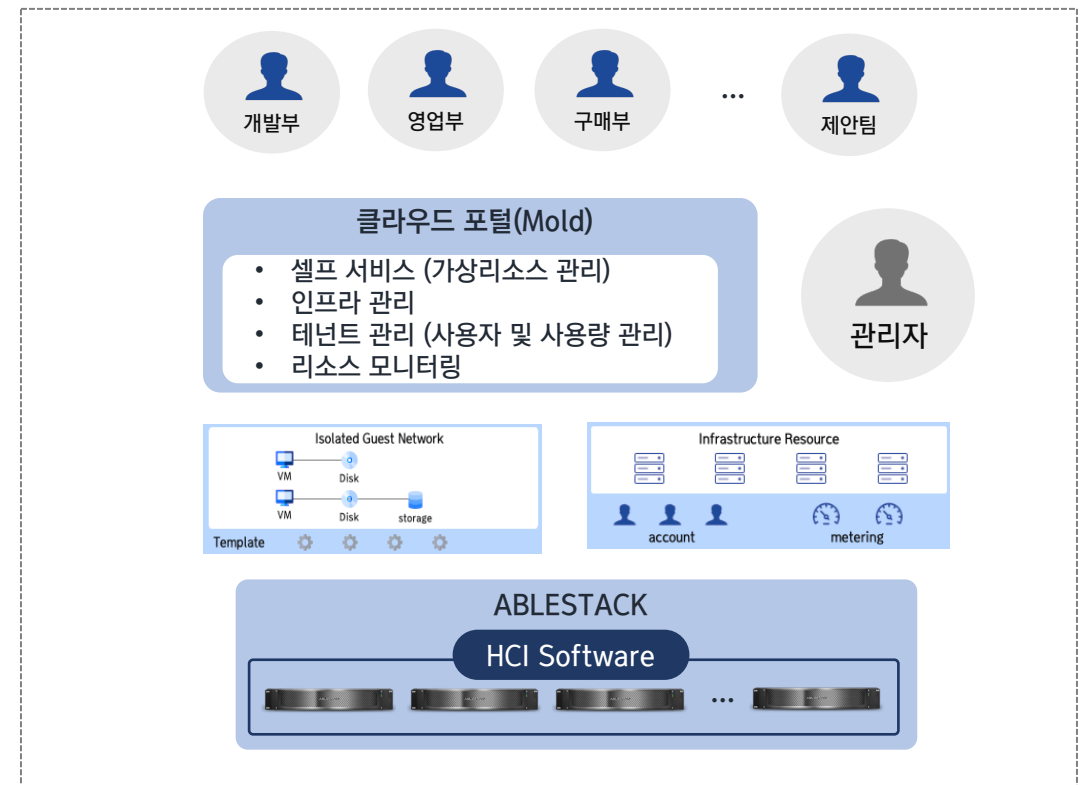 개발부
영업부
구매부
...
제안팀
클라우드 포털(Mold)
• 셀프 서비스 (가상리소스 관리)
• 인프라 관리
• 테넌트 관리 (사용자 및 사용량 관리)
• 리소스 모니터링
관리자
Isolated Guest Network
VM
Disk
VM
Disk
storage
Template
Infrastructure Resource
account
metering
ABLESTACK
HCI Software
...